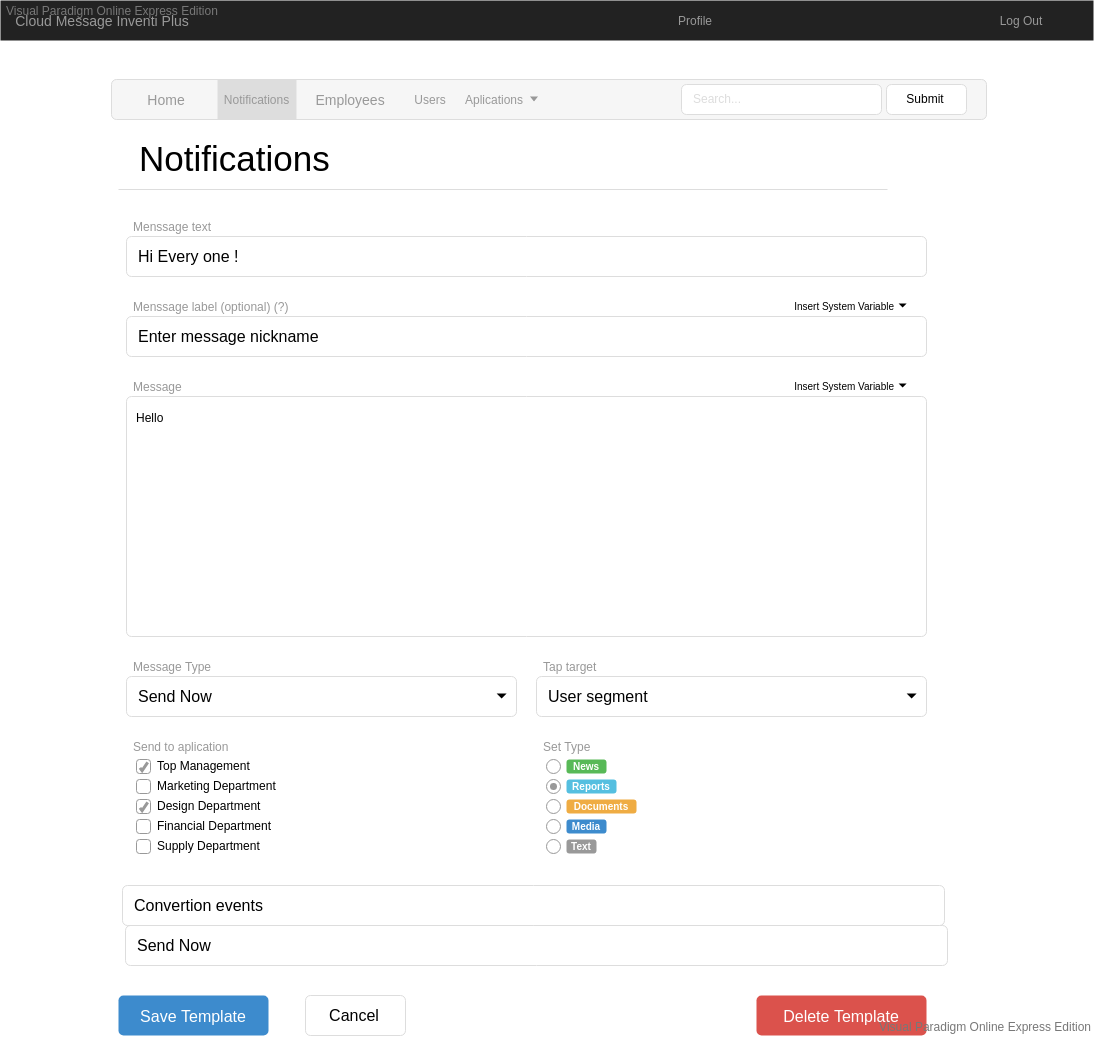 Visual Paradigm Online Express Edition
Cloud Message Inventi Plus Profile Log Out
Home Notifications Employees Users Aplications Search... Submit
Notifications
Menssage text
Hi Every one !
Menssage label (optional) (?) Insert System Variable
Enter message nickname
Message Insert System Variable
Hello
Message Type Tap target
Send Now User segment
Send to aplication Set Type
Top Management News
Marketing Department Reports
Design Department Documents
Financial Department Media
Supply Department Text
Convertion events
Send Now
Save Template Cancel Delete Template
Visual Paradigm Online Express Edition